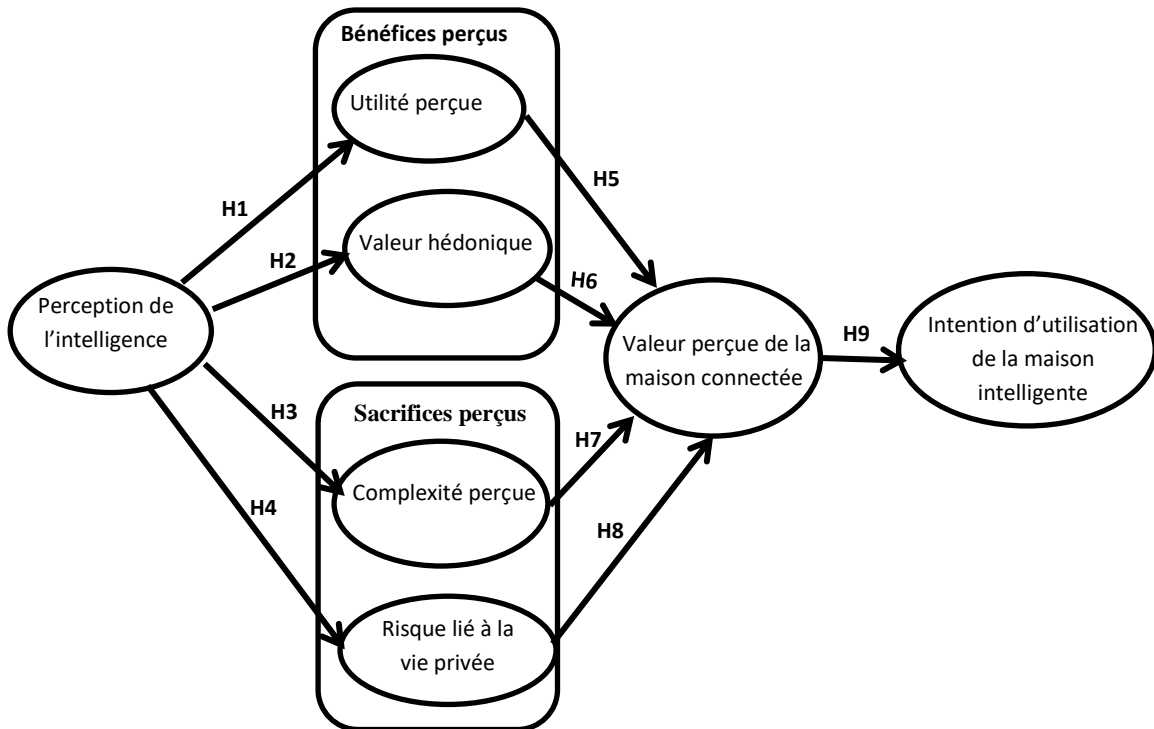 Bénéfices perçus
Utilité perçue
H5
H1
Valeur hédonique
H2
H6
Perception de
l’intelligence
Valeur perçue de la
maison connectée
H9
Intention d’utilisation
de la maison
intelligente
H3
Sacrifices perçus
H7
Complexité perçue
H4
H8
Risque lié à la
vie privée